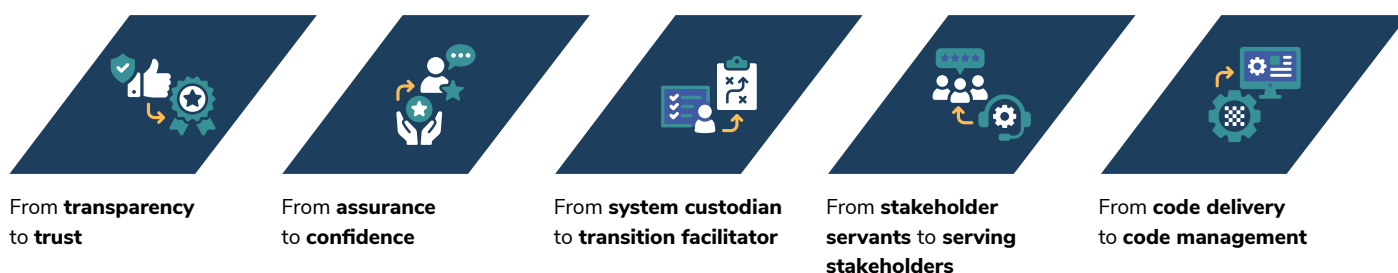 From transparency
to trust
From assurance
to confidence
From system custodian
to transition facilitator
From stakeholder
servants to serving
stakeholders
From code delivery
to code management